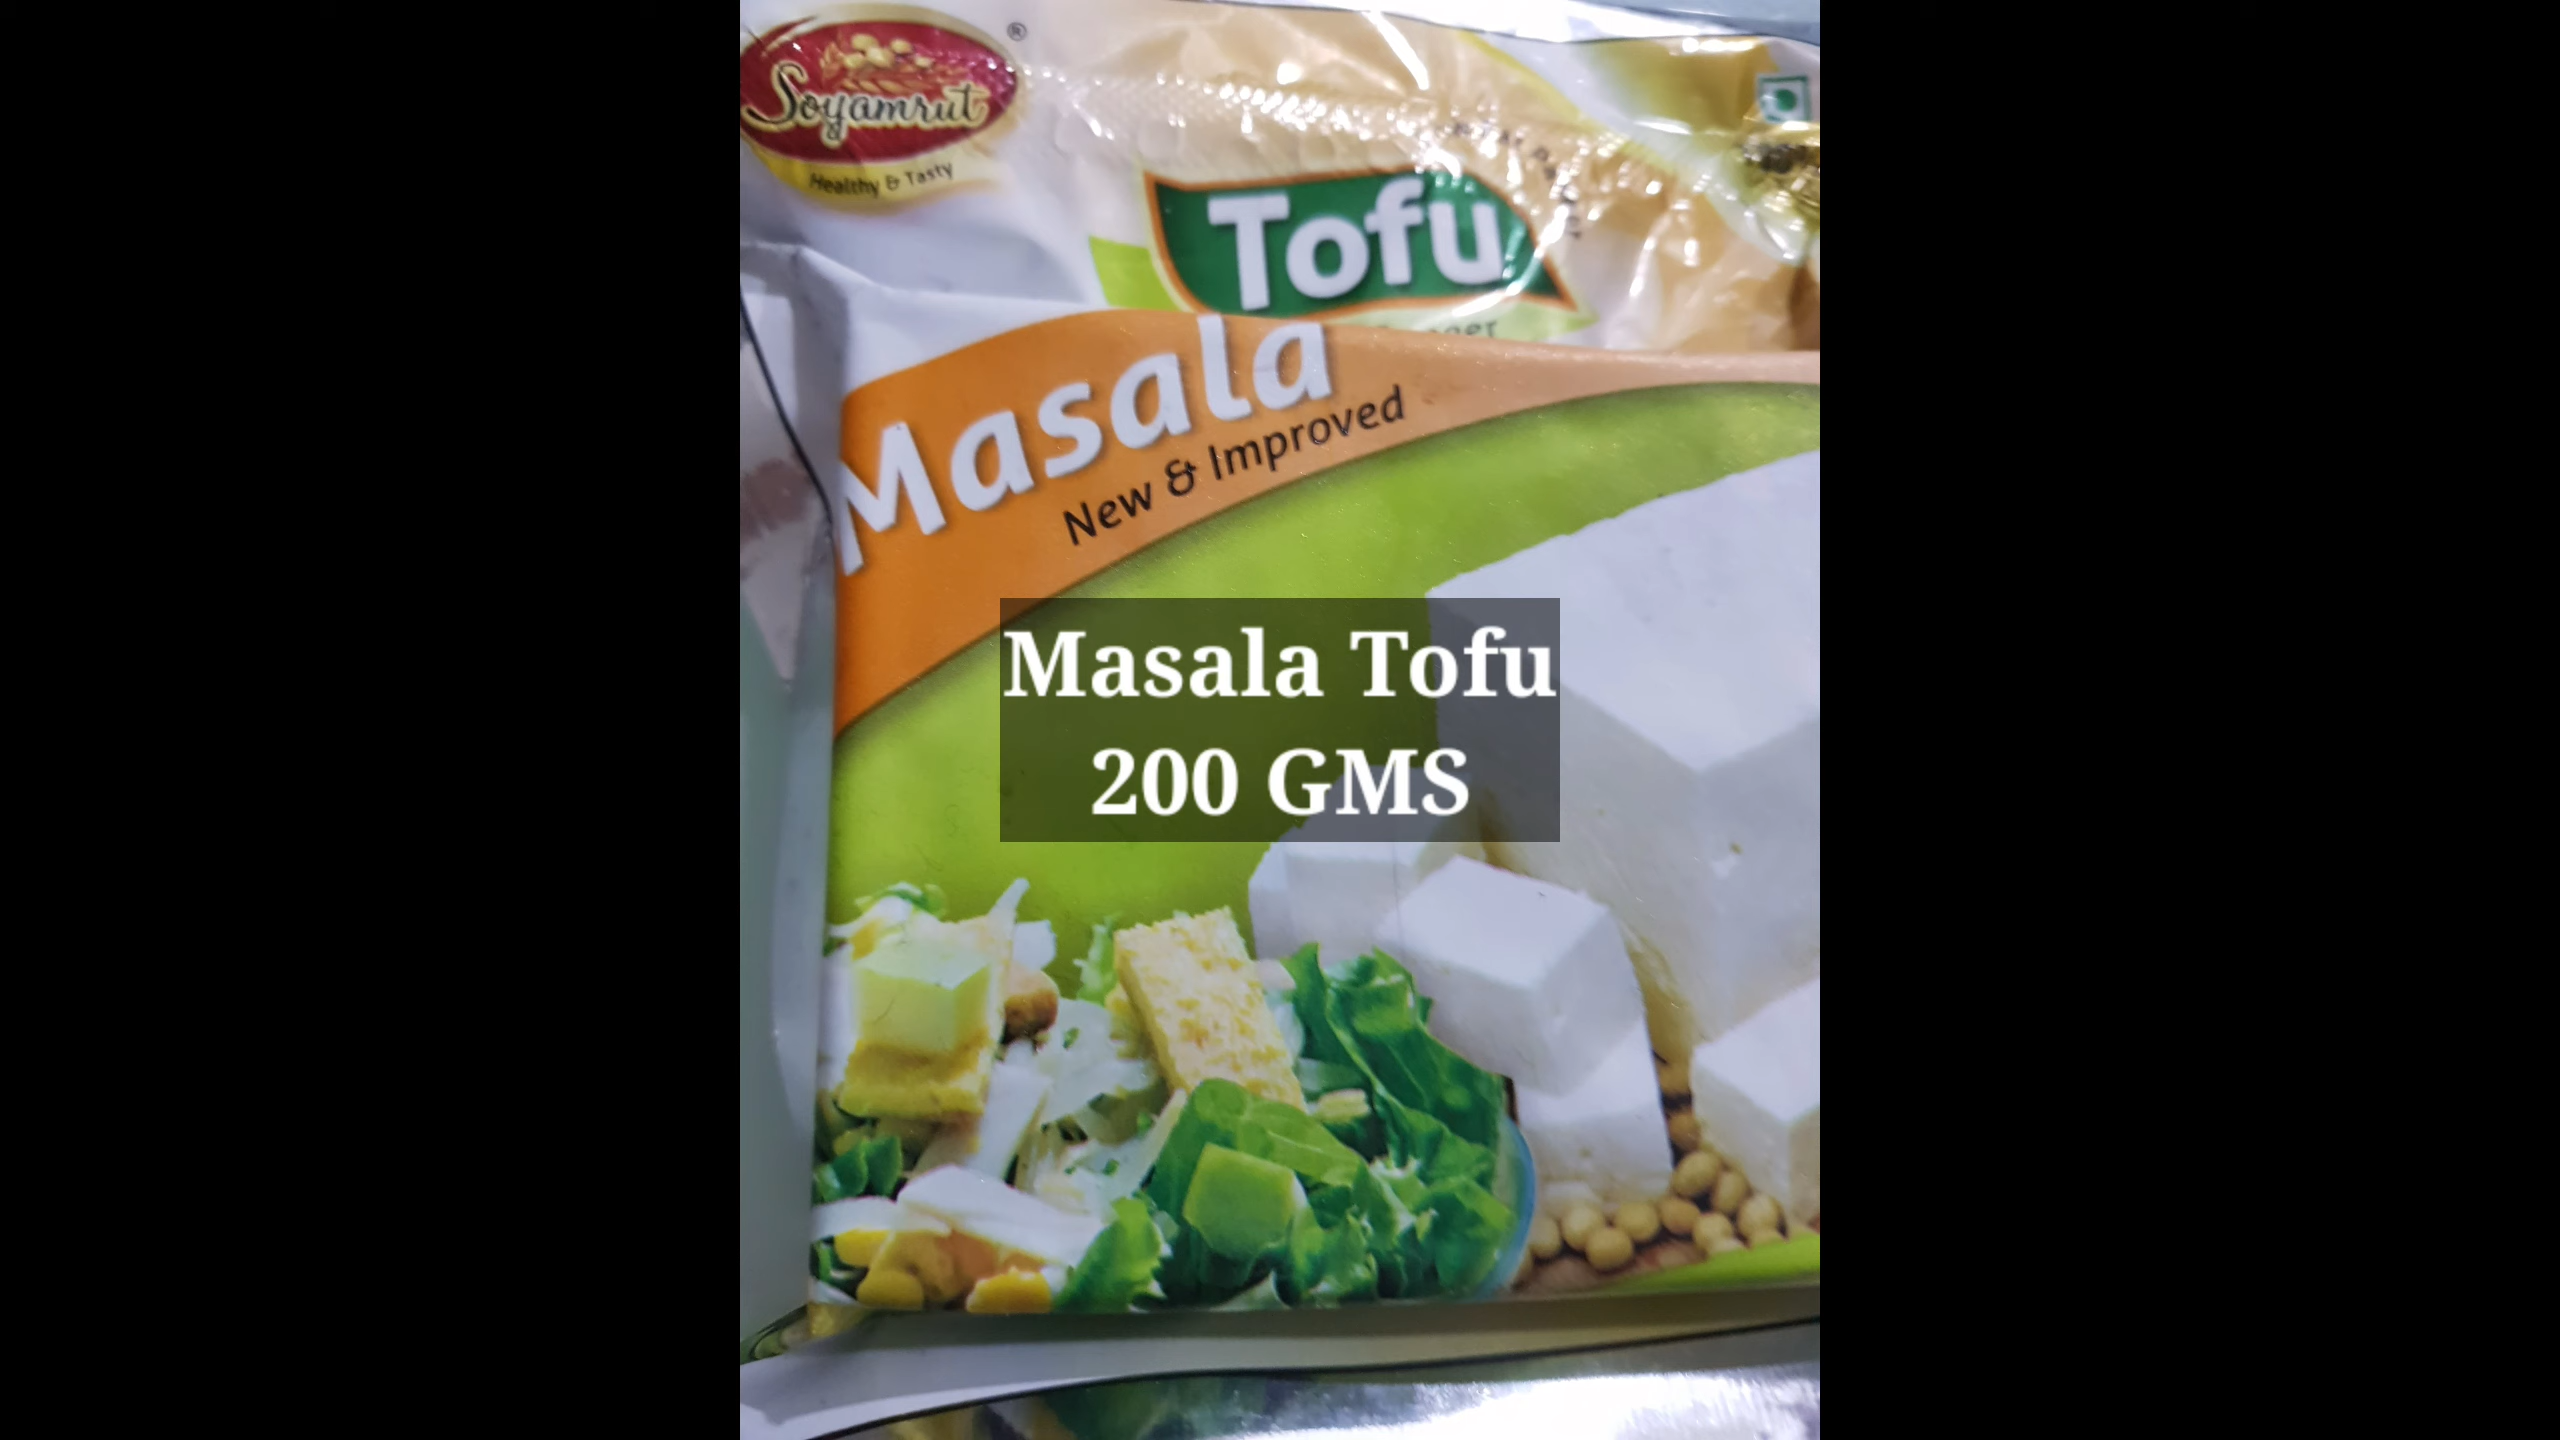 Soyamrut
®
Healthy & Tasty
Tofu
Masala
New & Improved
Masala Tofu
200 GMS